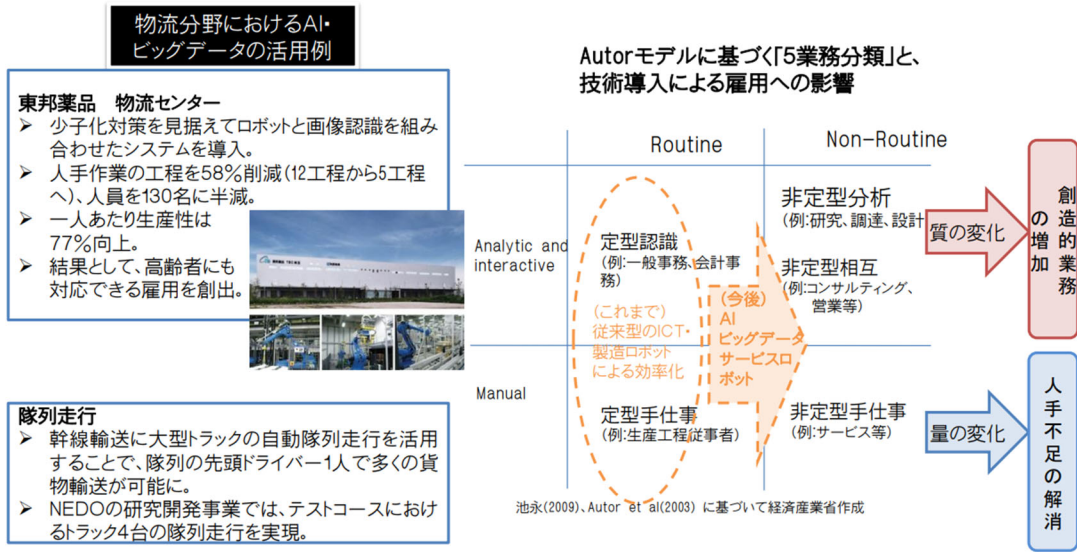 物流分野におけるAI・
ビッグデータの活用例
東邦薬品　物流センター
➢ 少子化対策を見据えてロボットと画像認識を組み
合わせたシステムを導入。
➢ 人手作業の工程を58％削減(12工程から5工程
へ)、人員を130名に半減。
➢ 一人あたり生産性は
77％向上。
➢ 結果として、高齢者にも
対応できる雇用を創出。
隊列走行
➢ 幹線輸送に大型トラックの自動隊列走行を活用
することで、隊列の先頭ドライバー1人で多くの貨
物輸送が可能に。
➢ NEDOの研究開発事業では、テストコースにおけ
るトラック4台の隊列走行を実現。
Autorモデルに基づく「5業務分類」と、
技術導入による雇用への影響
Routine
Non-Routine
Analytic and
interactive
定型認識
(例:一般事務、会計事
務)
(これまで)
従来型のICT・
製造ロボット
による効率化
(今後)
AI
ビッグデータ
サービスロ
ボット
非定型分析
(例:研究、調達、設計
非定型相互
(例:コンサルティング、
営業等)
Manual
定型手仕事
(例:生産工程従事者)
非定型手仕事
(例:サービス等)
質の変化
創造的業務
の増加
量の変化
人手不足の解消
池永(2009)、Autor et al(2003) に基づいて経済産業省作成